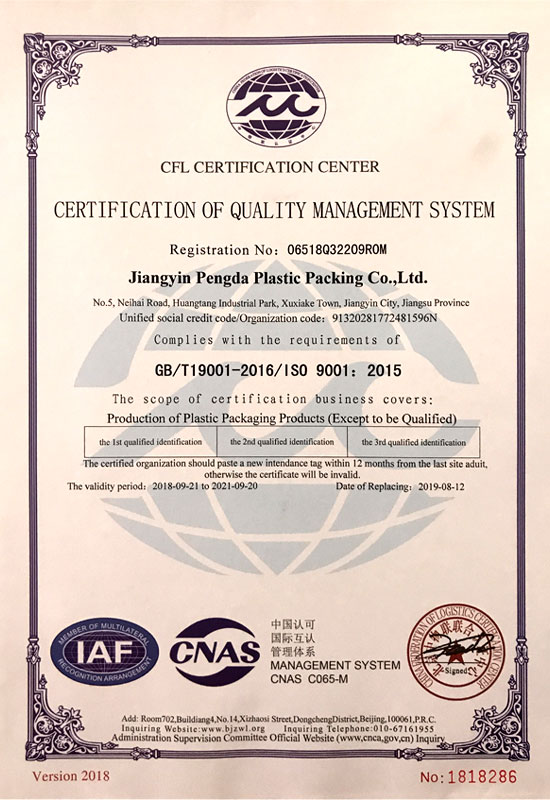 CFL CERTIFICATION CENTER
CERTIFICATION OF QUALITY MANAGEMENT SYSTEM
Registration No: 06518Q32209ROM
Jiangyin Pengda Plastic Packing Co.,Ltd.
No.5, Neihai Road, Huangtang Industrial Park, Xuxiake Town, Jiangyin City, Jiangsu Province
Unified social credit code/Organization code: 91320281772481596N
Complies with the requirements of
GB/T19001-2016/ISO 9001: 2015
The scope of certification business covers:
Production of Plastic Packaging Products (Except to be Qualified)
the 1st qualified identification the 2nd qualified identification the 3rd qualified identification
The certified organization should paste a new intendance tag within 12 months from the last site aduit,
otherwise the certificate will be invalid.
The validity period: 2018-09-21 to 2021-09-20 Date of Replacing: 2019-08-12
MEMBER OF MULTILATERAL
IAF
RECOGNITION ARRANGEMENT
CNAS
中国认可
国际互认
管理体系
MANAGEMENT SYSTEM
CNAS C065-M
Signed
Add: Room702,Buildiang4,No.14,Xizhaosi Street,DongchengDistrict,Beijing,100061,P.R.C.
Inquiring Website:www.bjzwl.org Inquiring Telephone:010-67161955
Administration Supervision Committee Official Website (www,cnca,gov,cn) Inquiry
Version 2018
No:1818286